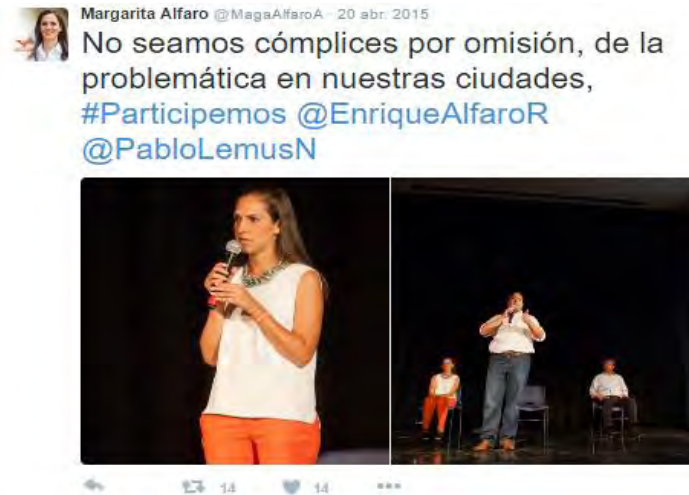 Margarita Alfaro @MagaAlfaroA · 20 abr. 2015
No seamos cómplices por omisión, de la
problemática en nuestras ciudades,
#Participemos @EnriqueAlfaroR
@PabloLemusN
14 14